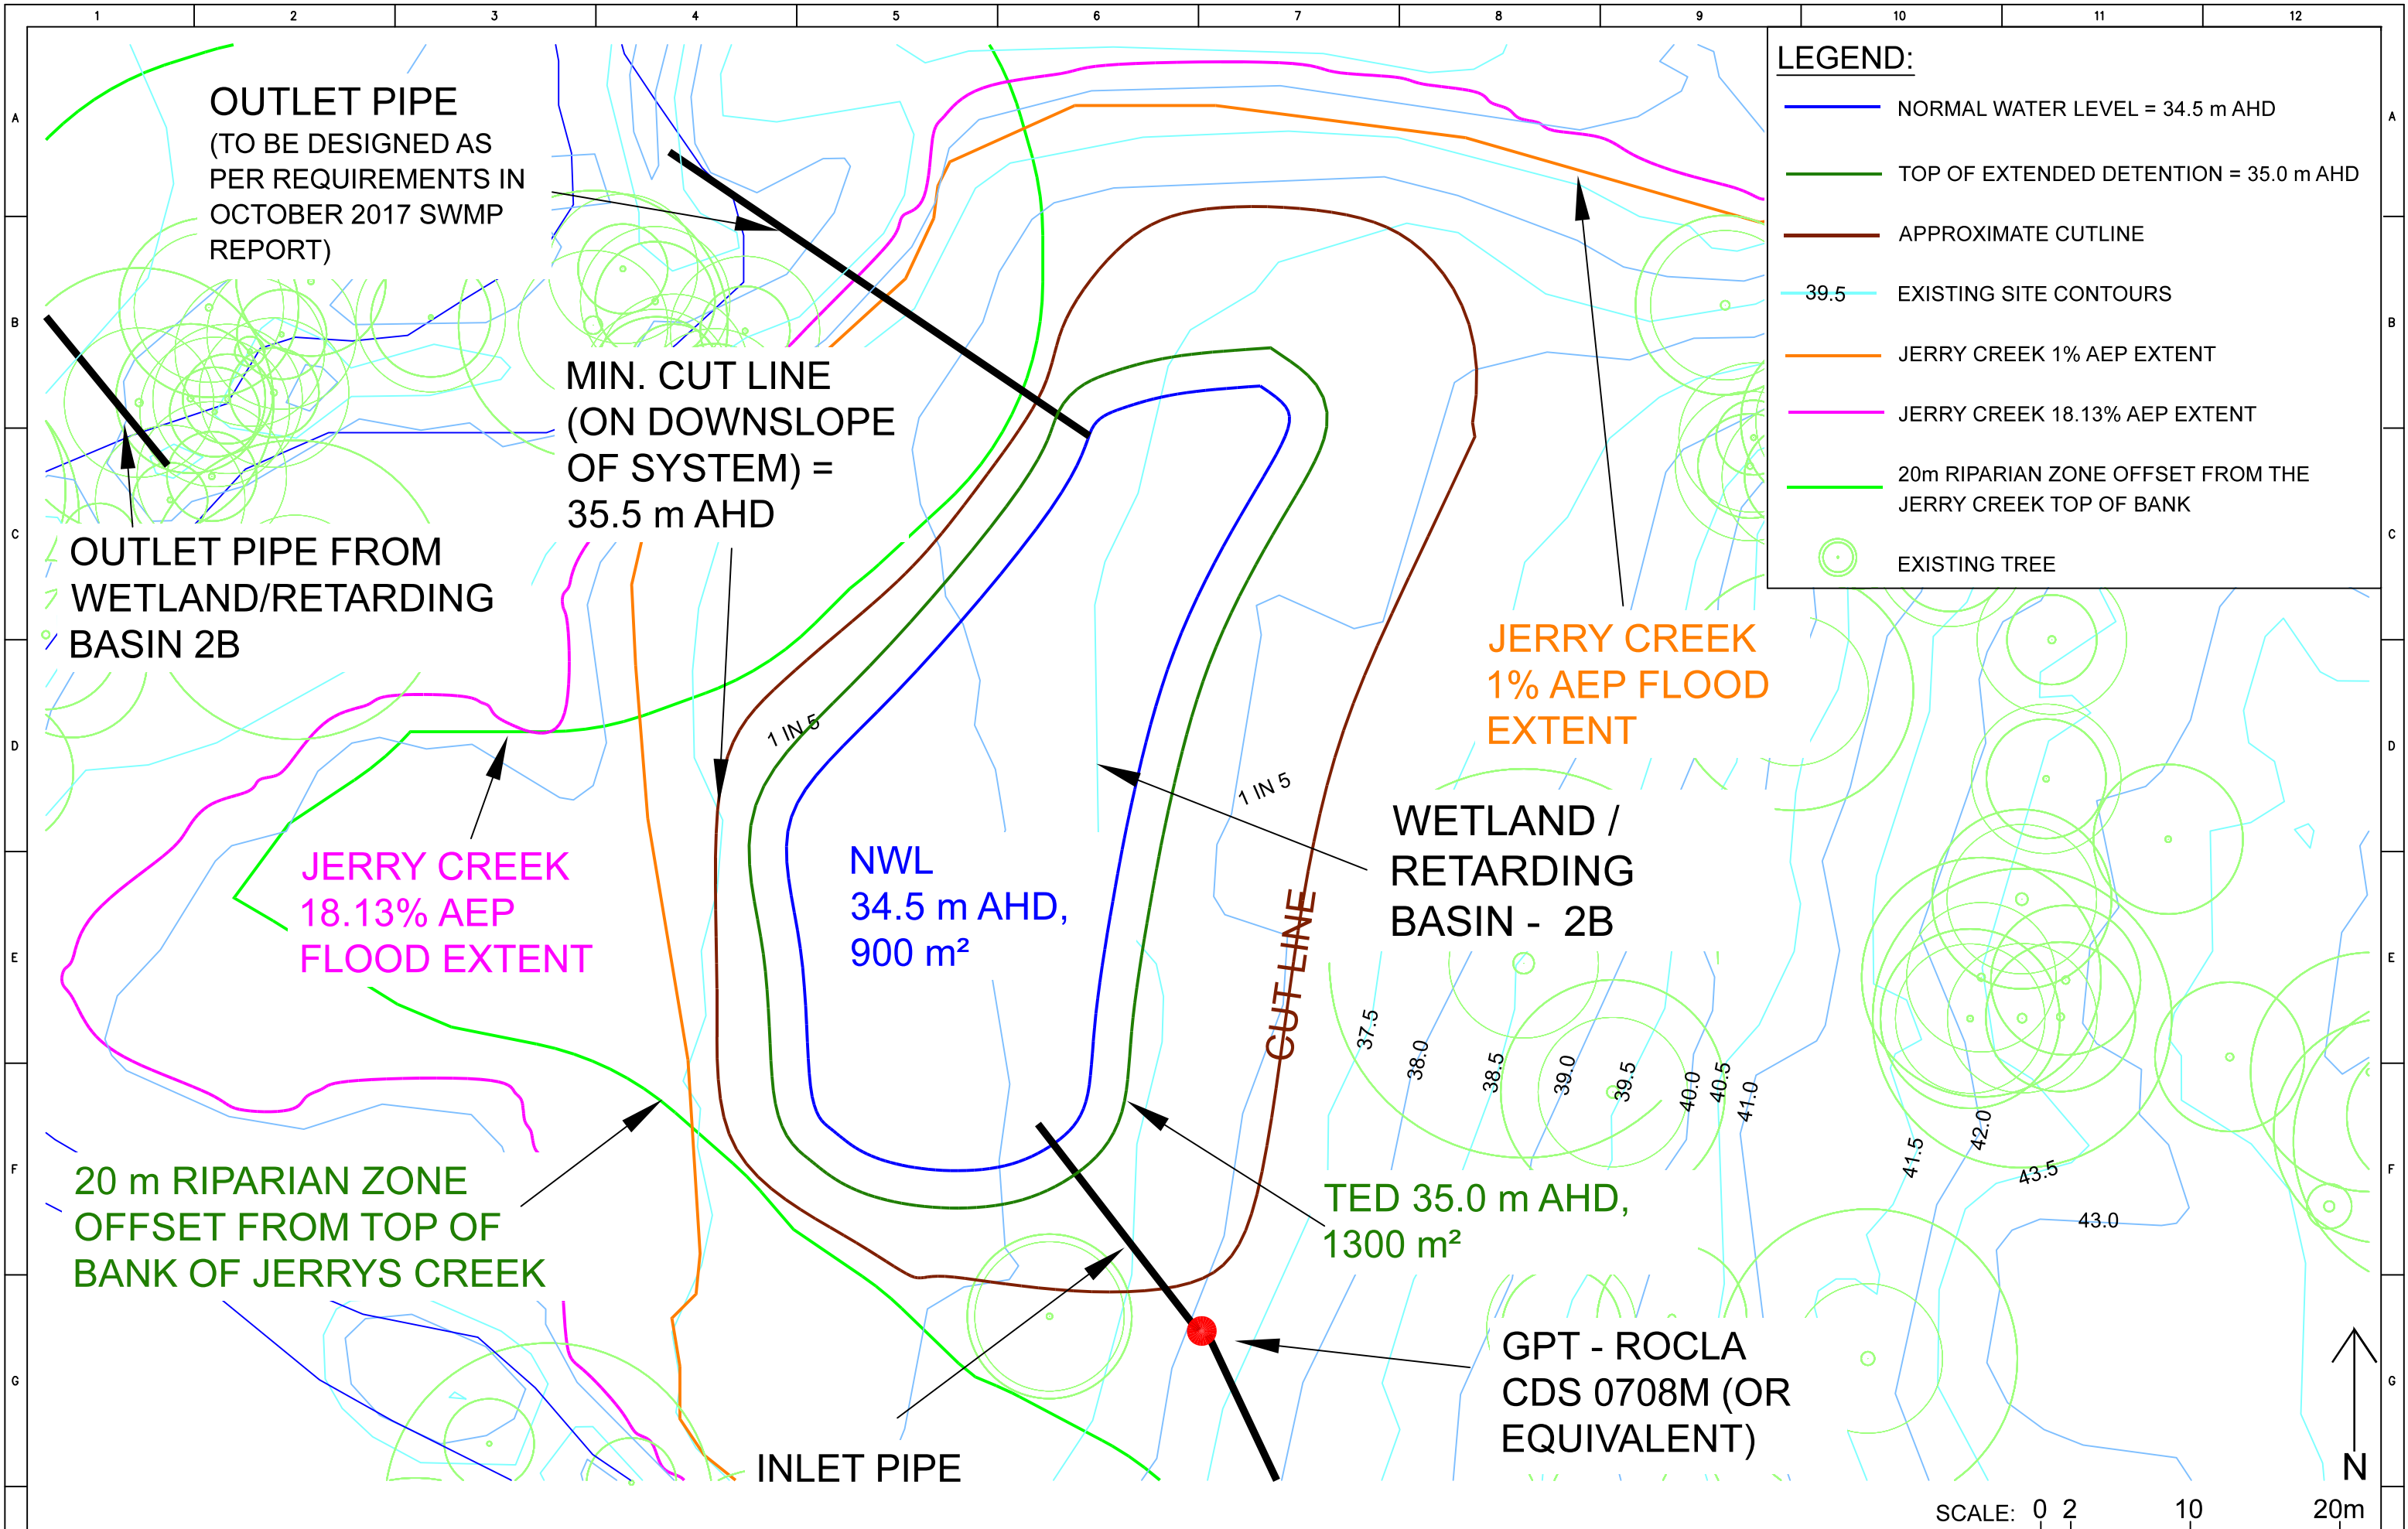 1 2 3 4 5 6 7 8 9 10 11 12
A A
B B
C C
D D
E E
F F
G G
OUTLET PIPE
(TO BE DESIGNED AS
PER REQUIREMENTS IN
OCTOBER 2017 SWMP
REPORT)
LEGEND:
NORMAL WATER LEVEL = 34.5 m AHD
TOP OF EXTENDED DETENTION = 35.0 m AHD
APPROXIMATE CUTLINE
39.5 EXISTING SITE CONTOURS
JERRY CREEK 1% AEP EXTENT
JERRY CREEK 18.13% AEP EXTENT
20m RIPARIAN ZONE OFFSET FROM THE
JERRY CREEK TOP OF BANK
EXISTING TREE
MIN. CUT LINE
(ON DOWNSLOPE
OF SYSTEM) =
35.5 m AHD
OUTLET PIPE FROM
WETLAND/RETARDING
BASIN 2B
JERRY CREEK
1% AEP FLOOD
EXTENT
1 IN 5
1 IN 5
WETLAND /
RETARDING
BASIN - 2B
NWL
34.5 m AHD,
900 m²
JERRY CREEK
18.13% AEP
FLOOD EXTENT
CUT LINE
37.5
38.0
38.5
39.0
39.5
40.0
40.5
41.0
41.5
42.0
43.5
43.0
20 m RIPARIAN ZONE
OFFSET FROM TOP OF
BANK OF JERRYS CREEK
TED 35.0 m AHD,
1300 m²
GPT - ROCLA
CDS 0708M (OR
EQUIVALENT)
INLET PIPE
N
SCALE: 0 2 10 20m